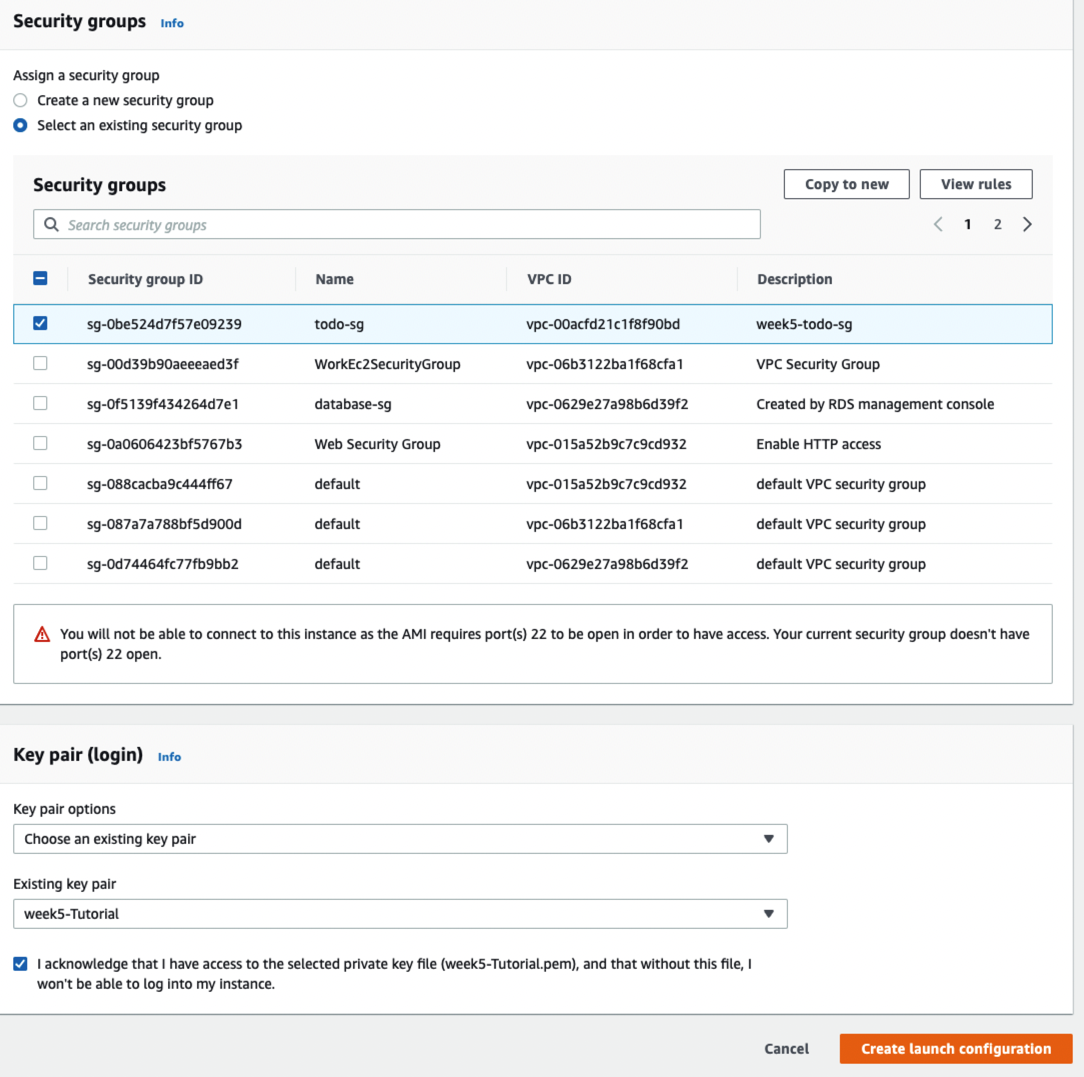 Security groups Info
Assign a security group
Create a new security group
Select an existing security group
Security groups
Copy to new
View rules
Search security groups
1 2
Security group ID Name VPC ID Description
sg-0be524d7f57e09239 todo-sg vpc-00acfd21c1f8f90bd week5-todo-sg
sg-00d39b90aeeeaed3f WorkEc2SecurityGroup vpc-06b3122ba1f68cfa1 VPC Security Group
sg-0f5139f434264d7e1 database-sg vpc-0629e27a98b6d39f2 Created by RDS management console
sg-0a0606423bf5767b3 Web Security Group vpc-015a52b9c7c9cd932 Enable HTTP access
sg-088cacba9c444ff67 default vpc-015a52b9c7c9cd932 default VPC security group
sg-087a7a788bf5d900d default vpc-06b3122ba1f68cfa1 default VPC security group
sg-0d74464fc77fb9bb2 default vpc-0629e27a98b6d39f2 default VPC security group
You will not be able to connect to this instance as the AMI requires port(s) 22 to be open in order to have access. Your current security group doesn't have
port(s) 22 open.
Key pair (login) Info
Key pair options
Choose an existing key pair
Existing key pair
week5-Tutorial
I acknowledge that I have access to the selected private key file (week5-Tutorial.pem), and that without this file, I
won't be able to log into my instance.
Cancel
Create launch configuration